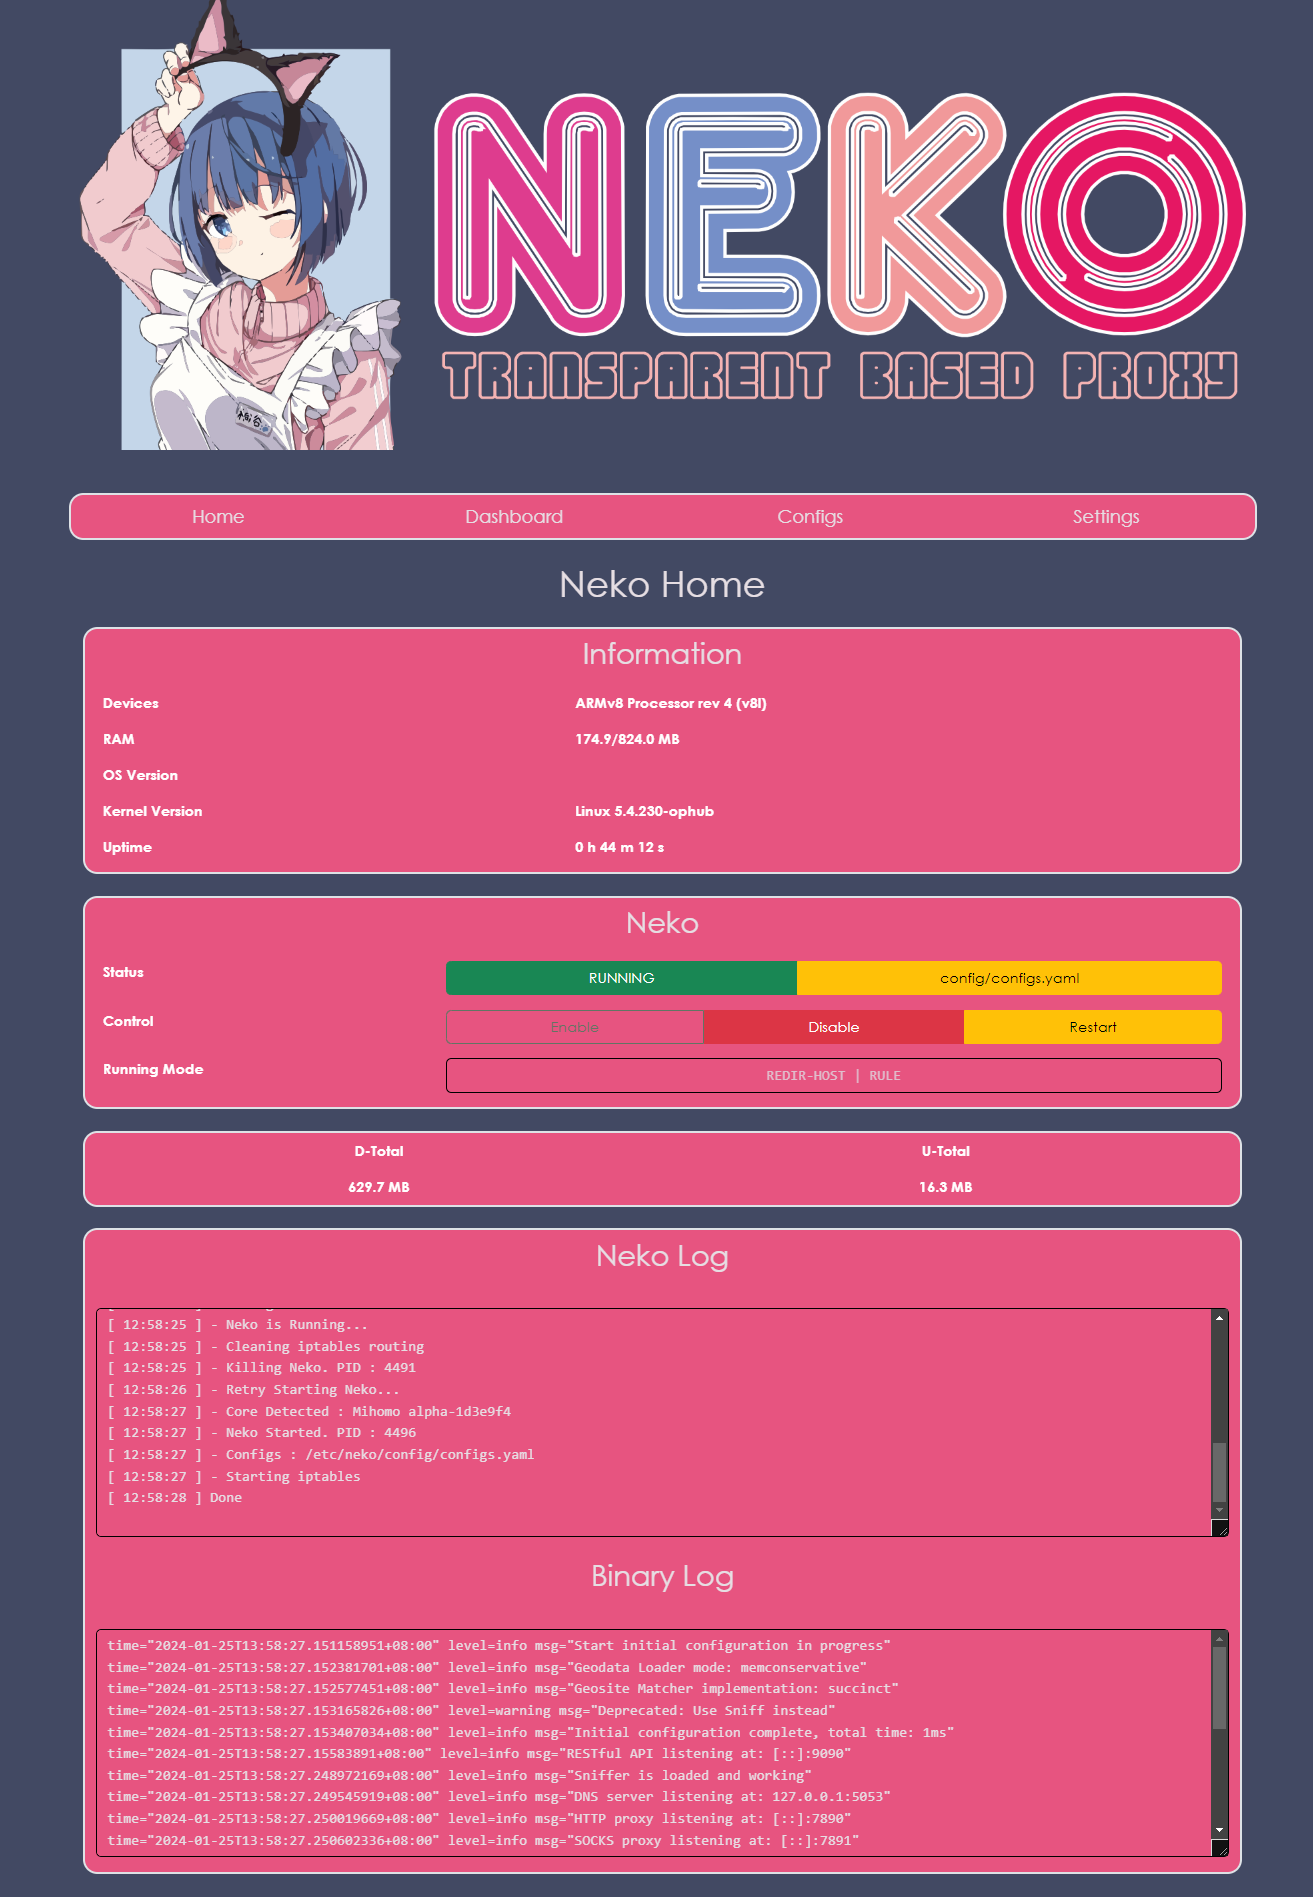 NEKO
TRANSPARENT BASED PROXY
Home Dashboard Configs Settings
Neko Home
Information
Devices ARMv8 Processor rev 4 (v8l)
RAM 174.9/824.0 MB
OS Version
Kernel Version Linux 5.4.230-ophub
Uptime 0 h 44 m 12 s
Neko
Status RUNNING config/configs.yaml
Control Enable Disable Restart
Running Mode REDIR-HOST | RULE
D-Total U-Total
629.7 MB 16.3 MB
Neko Log
[ 12:58:25 ] - Neko is Running...
[ 12:58:25 ] - Cleaning iptables routing
[ 12:58:25 ] - Killing Neko. PID : 4491
[ 12:58:26 ] - Retry Starting Neko...
[ 12:58:27 ] - Core Detected : Mihomo alpha-1d3e9f4
[ 12:58:27 ] - Neko Started. PID : 4496
[ 12:58:27 ] - Configs : /etc/neko/config/configs.yaml
[ 12:58:27 ] - Starting iptables
[ 12:58:28 ] Done
Binary Log
time="2024-01-25T13:58:27.151158951+08:00" level=info msg="Start initial configuration in progress"
time="2024-01-25T13:58:27.152381701+08:00" level=info msg="Geodata Loader mode: memconservative"
time="2024-01-25T13:58:27.152577451+08:00" level=info msg="Geosite Matcher implementation: succinct"
time="2024-01-25T13:58:27.153165826+08:00" level=warning msg="Deprecated: Use Sniff instead"
time="2024-01-25T13:58:27.153407034+08:00" level=info msg="Initial configuration complete, total time: 1ms"
time="2024-01-25T13:58:27.15583891+08:00" level=info msg="RESTful API listening at: [::]:9090"
time="2024-01-25T13:58:27.248972169+08:00" level=info msg="Sniffer is loaded and working"
time="2024-01-25T13:58:27.249545919+08:00" level=info msg="DNS server listening at: 127.0.0.1:5053"
time="2024-01-25T13:58:27.250019669+08:00" level=info msg="HTTP proxy listening at: [::]:7890"
time="2024-01-25T13:58:27.250602336+08:00" level=info msg="SOCKS proxy listening at: [::]:7891"